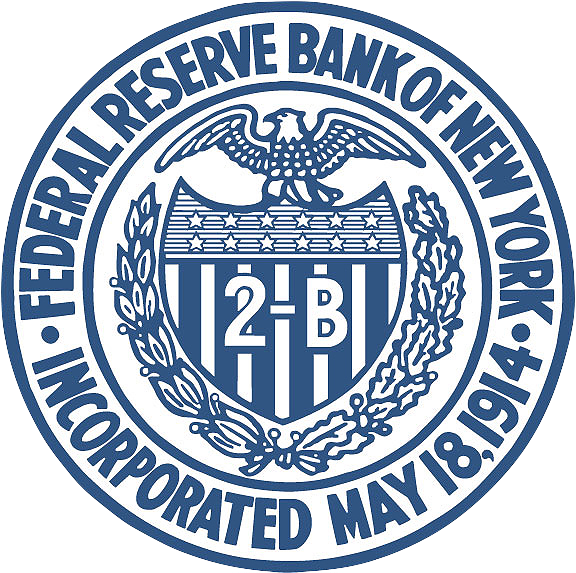 FEDERAL RESERVE BANK OF NEW YORK
• INCORPORATED MAY 18, 1914 •
2-B